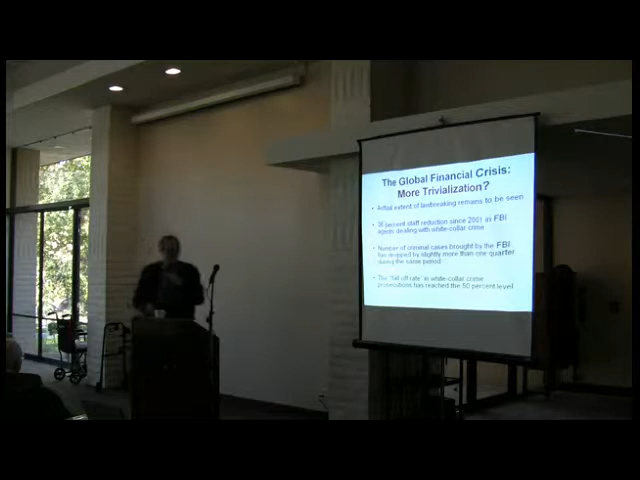 The Global Financial Crisis:
More Trivialization?
• Actual extent of lawbreaking remains to be seen
• 36 percent staff reduction since 2001 in FBI
agents dealing with white-collar crime
• Number of criminal cases brought by the FBI
has dropped by slightly more than one quarter
during the same period
• The "fall off rate" in white-collar crime
prosecutions has reached the 50 percent level